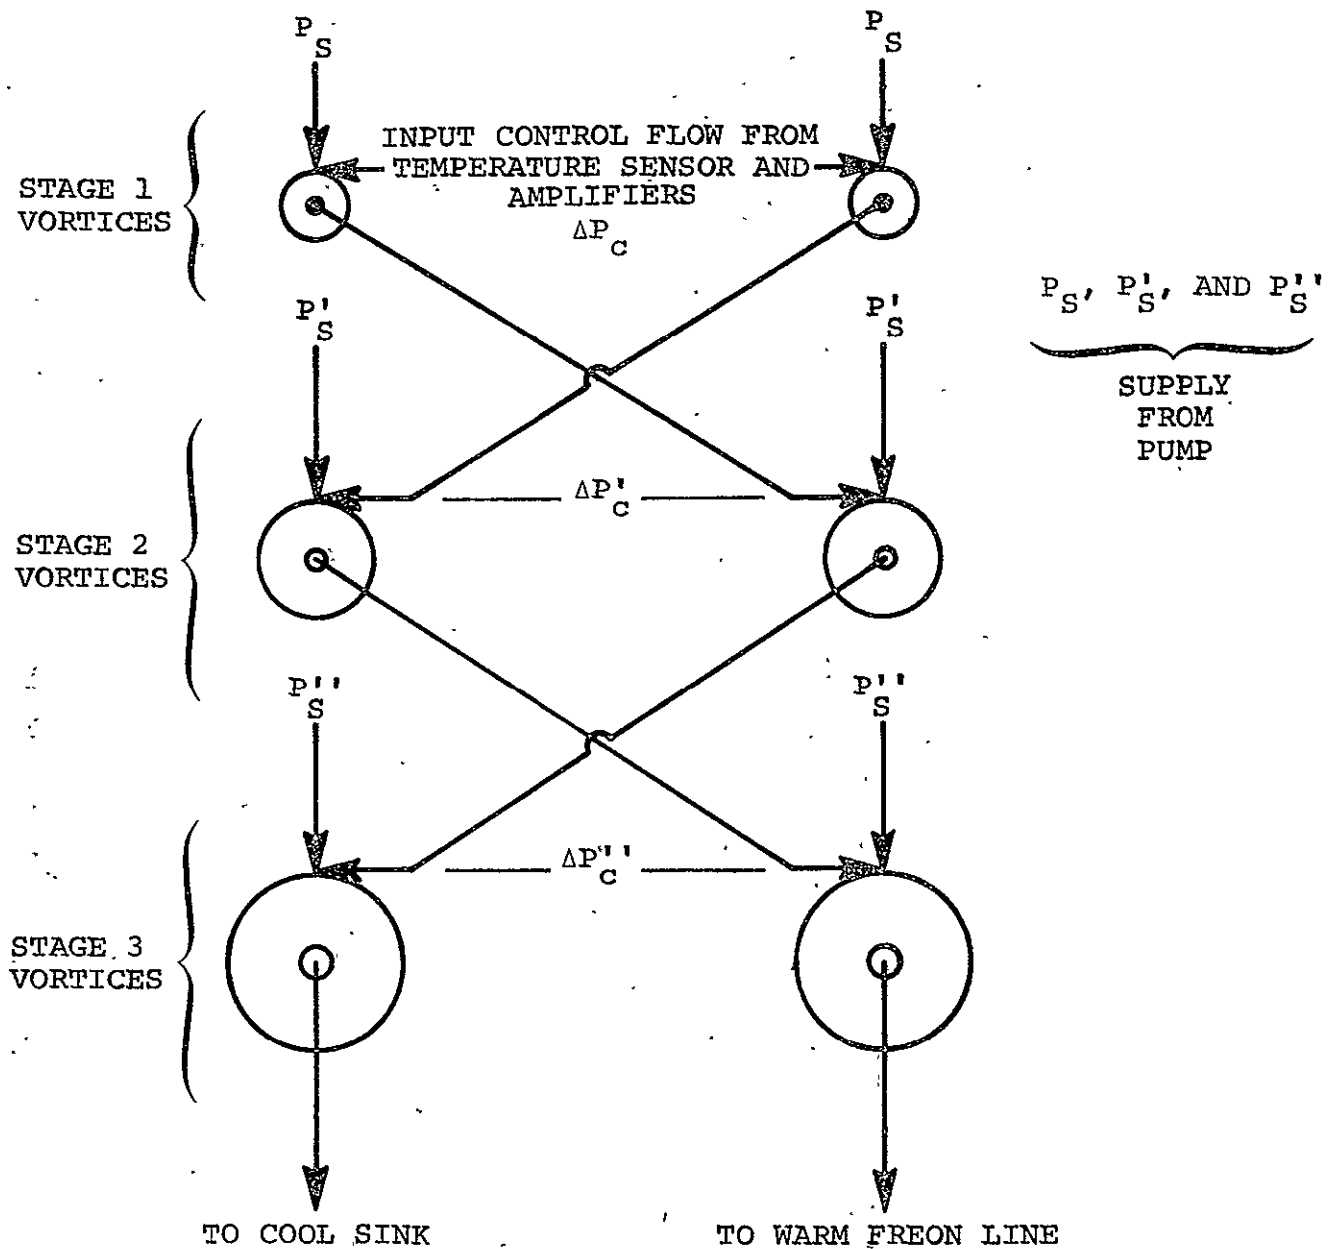 P_S P_S
INPUT CONTROL FLOW FROM
TEMPERATURE SENSOR AND
AMPLIFIERS
ΔP_C
STAGE 1
VORTICES
P'_S P'_S
P_S, P'_S, AND P''_S
SUPPLY
FROM
PUMP
ΔP'_C
STAGE 2
VORTICES
P''_S P''_S
ΔP''_C
STAGE 3
VORTICES
TO COOL SINK
TO WARM FREON LINE